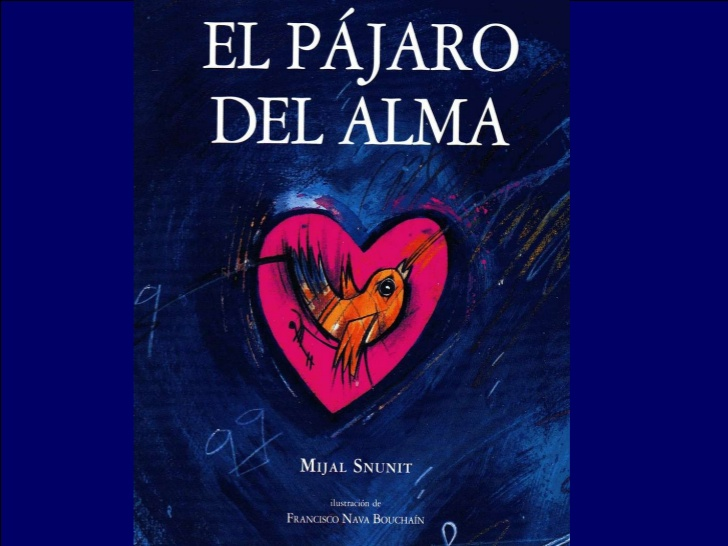 EL PÁJARO
DEL ALMA
MIJAL SNUNIT
ilustración de
FRANCISCO NAVA BOUCHAÍN